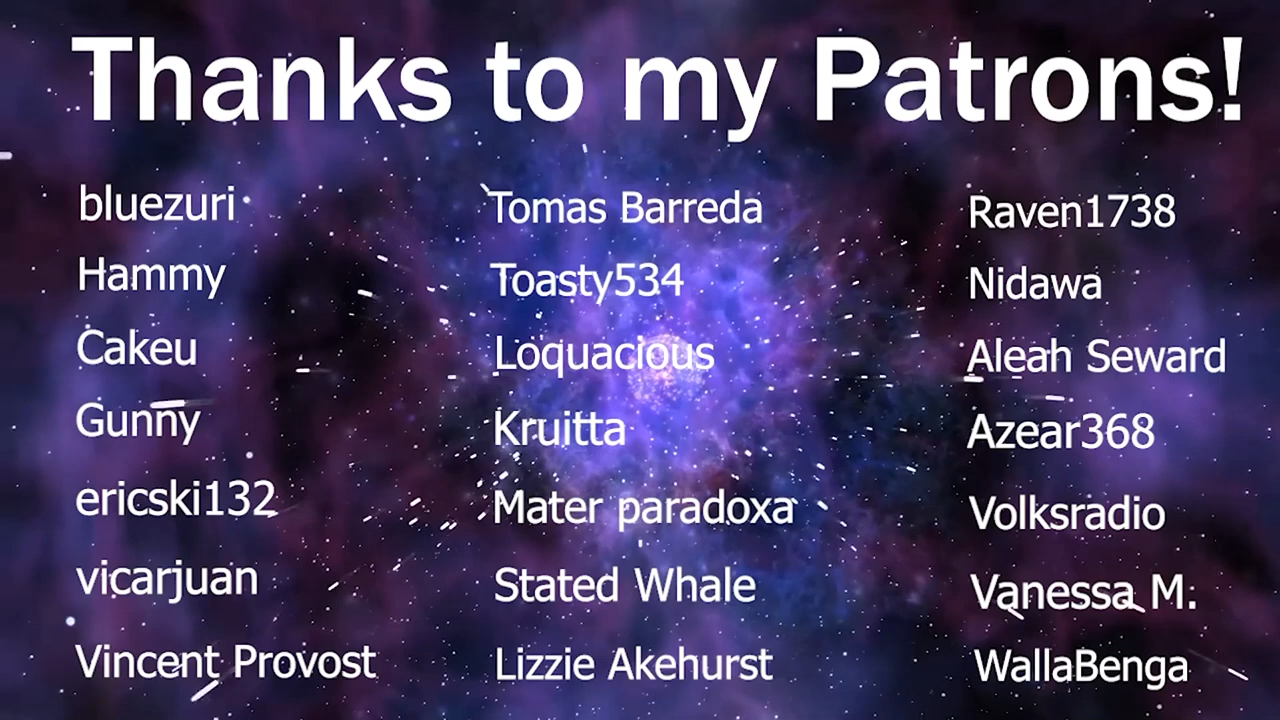 Thanks to my Patrons!
bluezuri
Hammy
Cakeu
Gunny
ericski132
vicarjuan
Vincent Provost
Tomas Barreda
Toasty534
Loquacious
Kruitta
Mater paradoxa
Stated Whale
Lizzie Akehurst
Raven1738
Nidawa
Aleah Seward
Azear368
Volksradio
Vanessa M.
WallaBenga